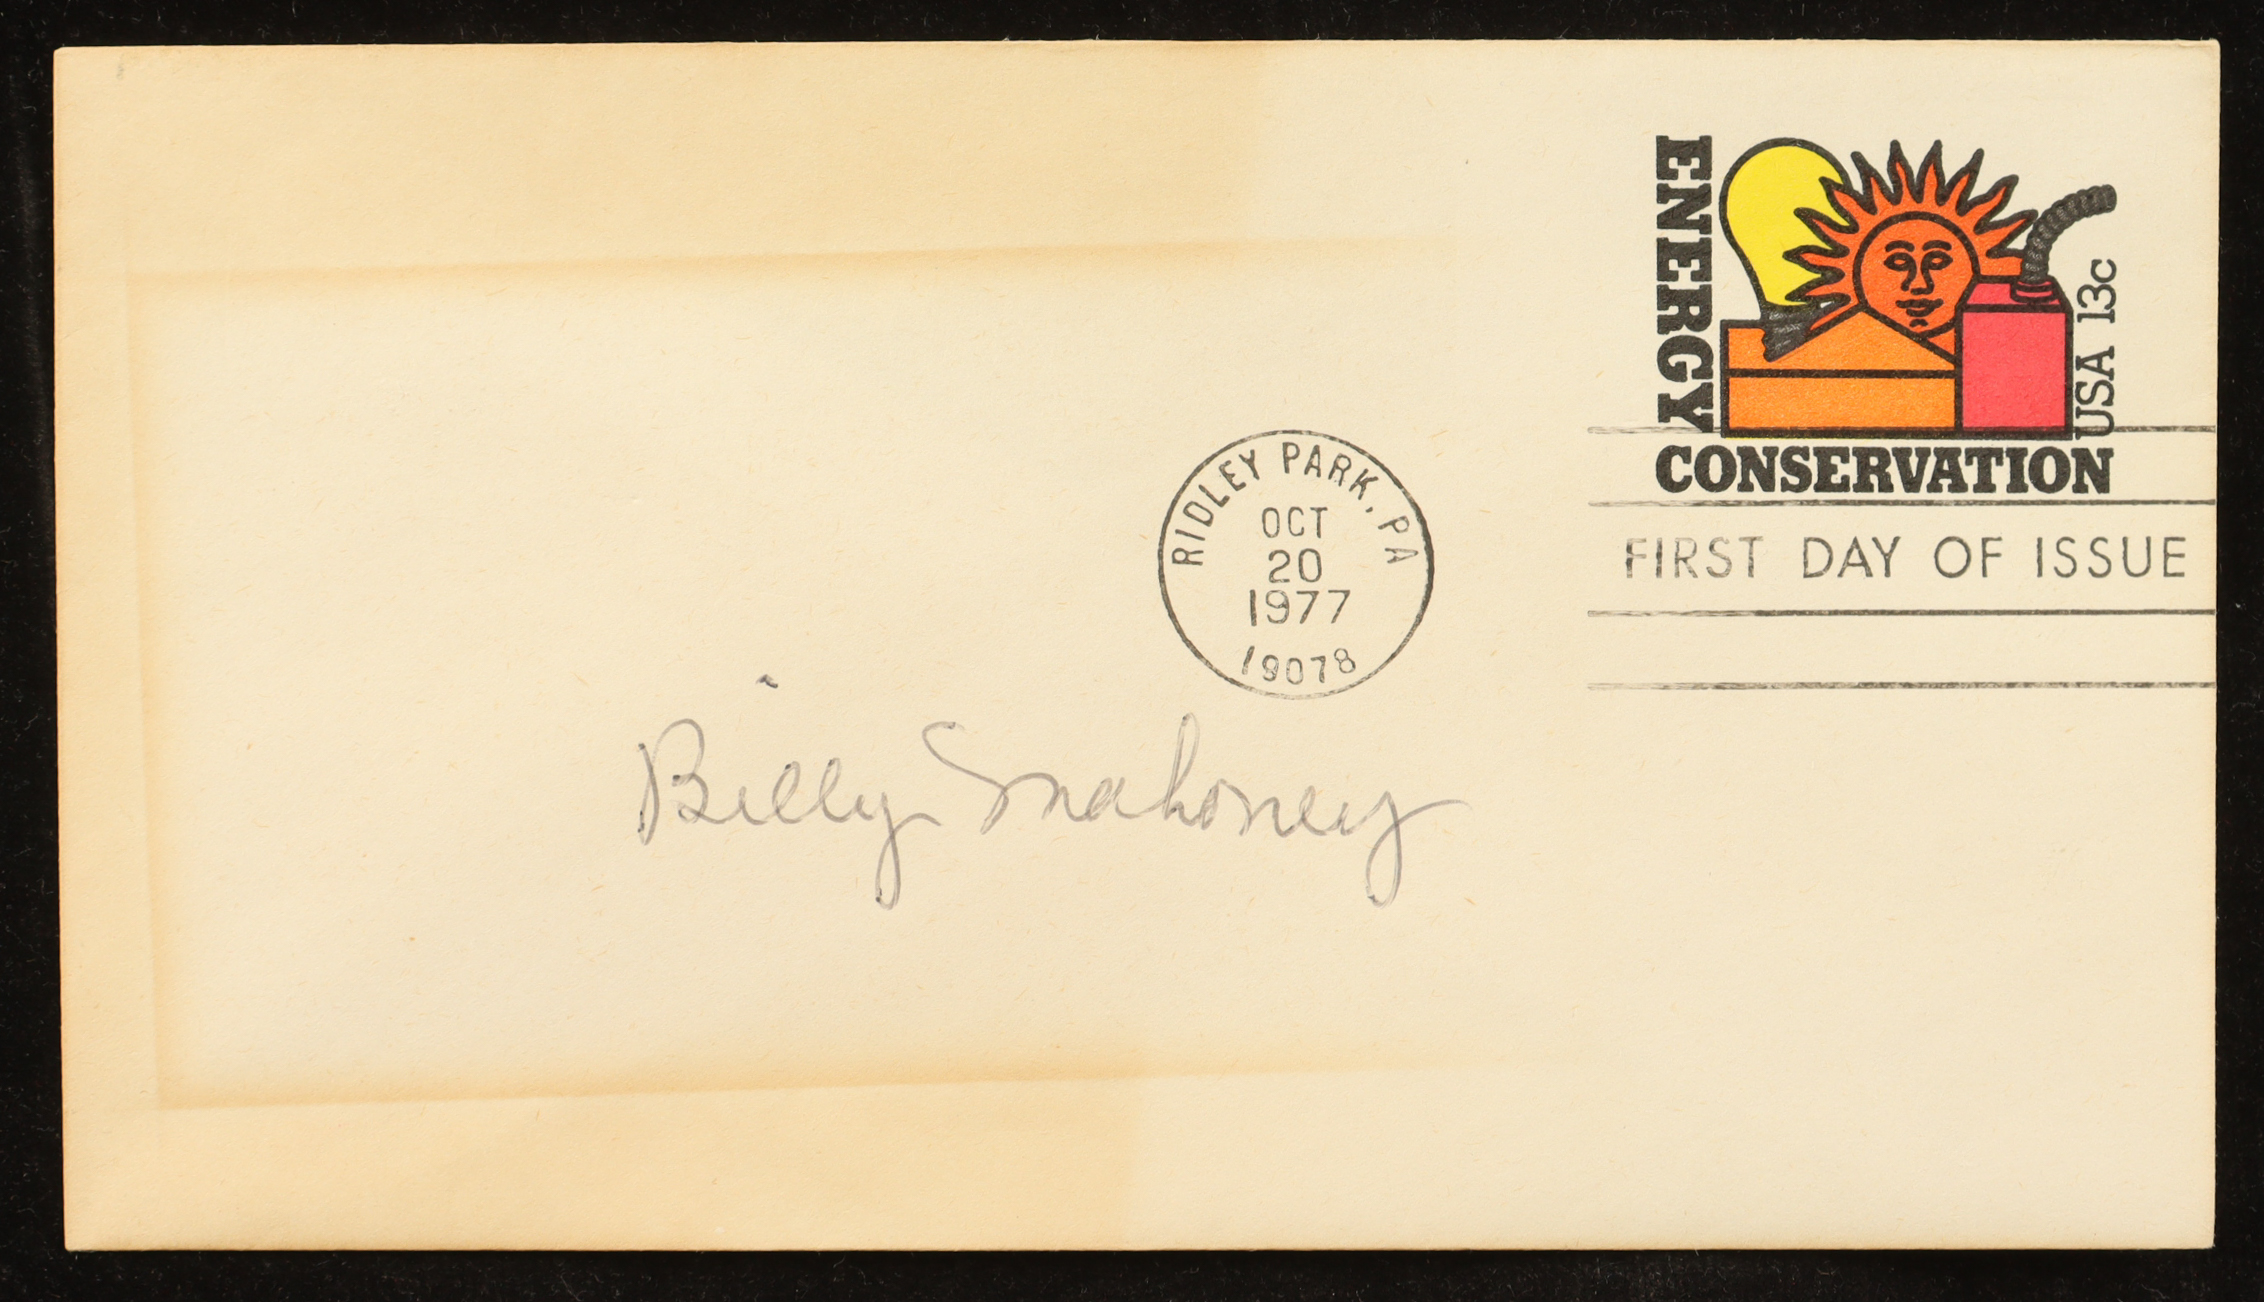 ENERGY
CONSERVATION
USA 13c
FIRST DAY OF ISSUE
RIDLEY PARK, PA
OCT
20
1977
19078
Billy Mahoney